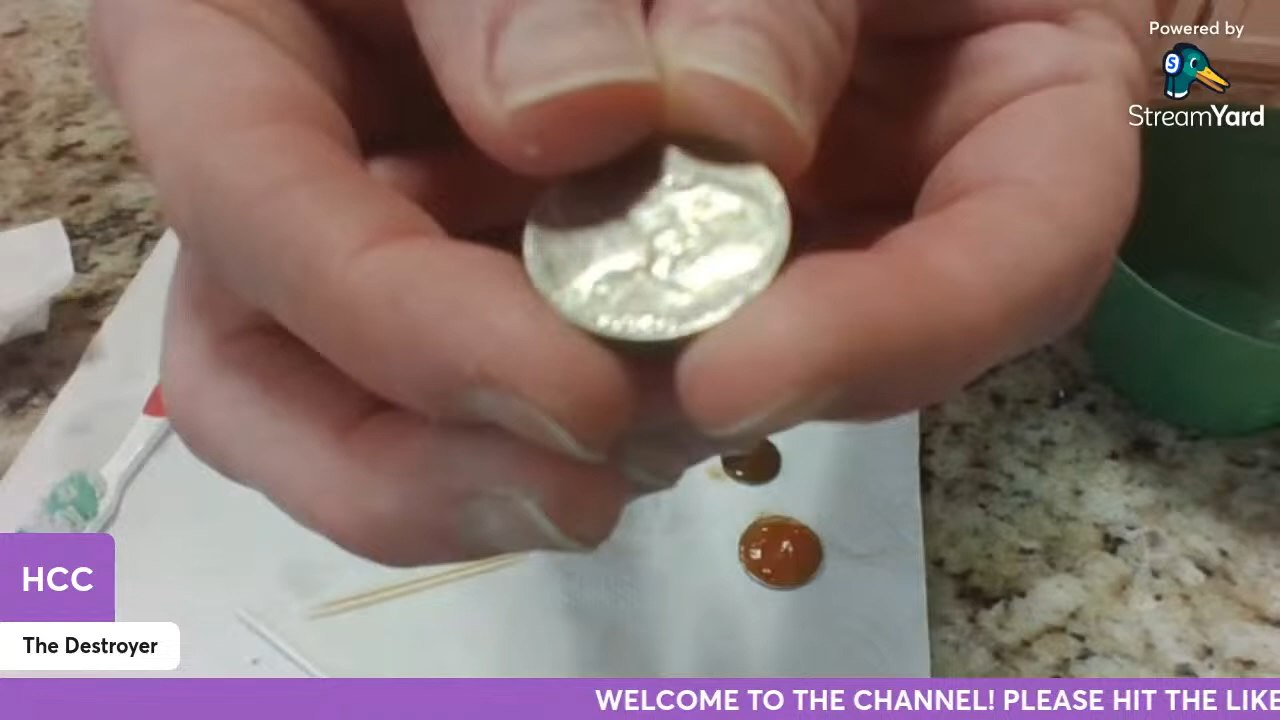 Powered by
StreamYard
HCC
The Destroyer
WELCOME TO THE CHANNEL! PLEASE HIT THE LIKE